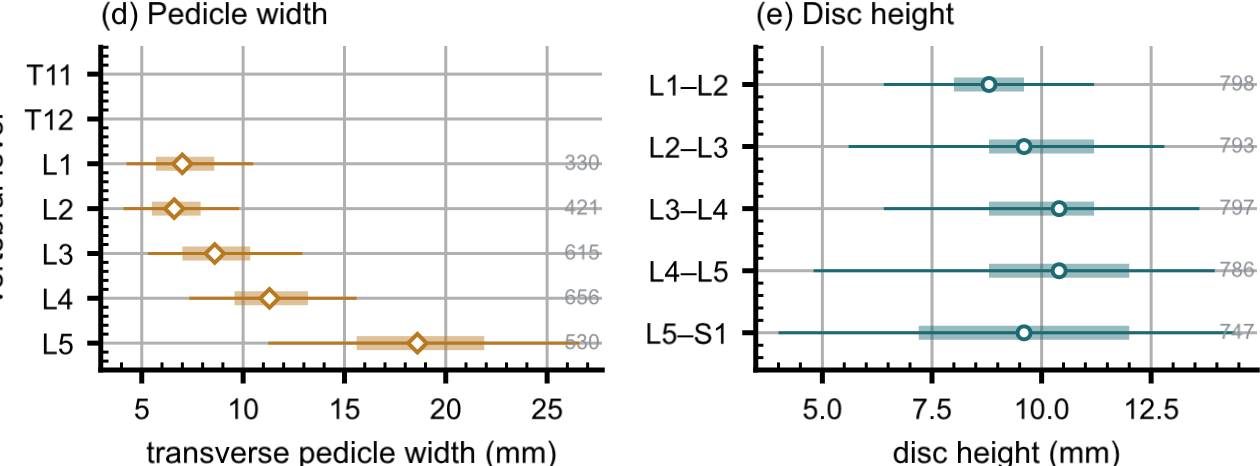 (d) Pedicle width
T11
T12
L1
330
L2
421
L3
615
L4
656
L5
530
5 10 15 20 25
transverse pedicle width (mm)
(e) Disc height
L1–L2
798
L2–L3
793
L3–L4
797
L4–L5
786
L5–S1
747
5.0 7.5 10.0 12.5
disc height (mm)